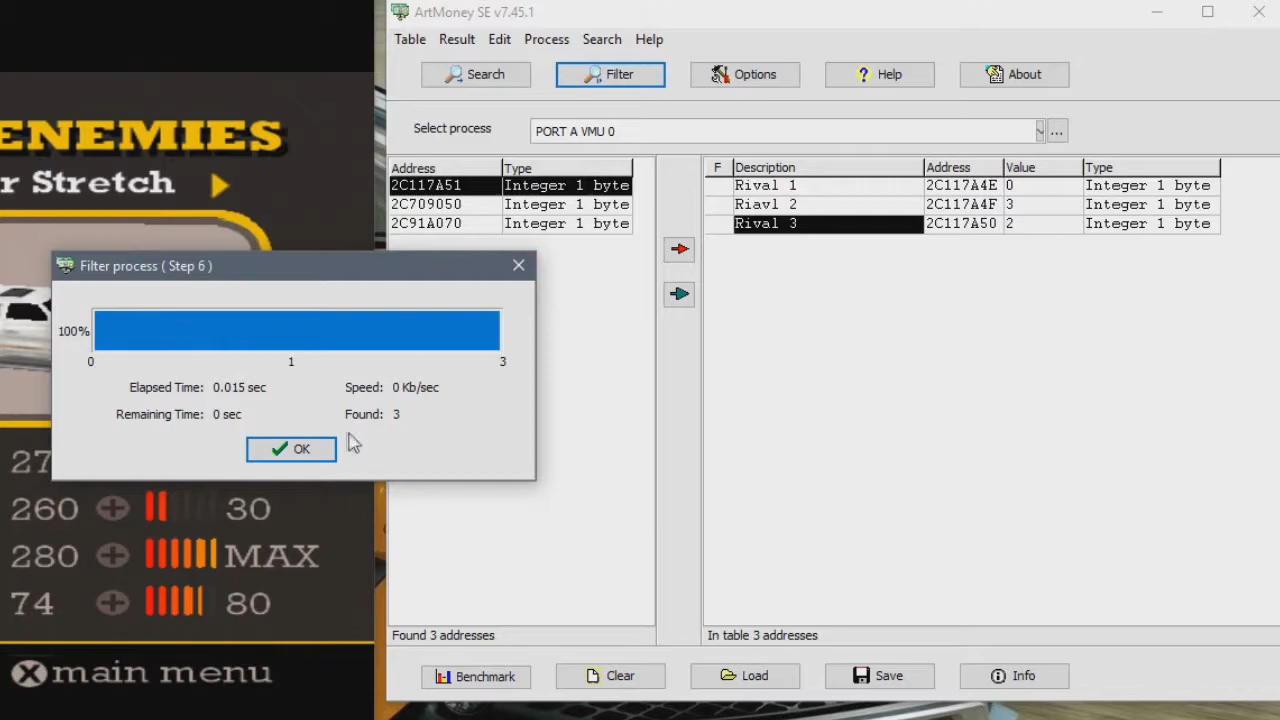 ENEMIES
r Stretch
27
260 30
280 MAX
74 80
X main menu
ArtMoney SE v7.45.1
Table Result Edit Process Search Help
Search Filter Options ? Help About
Select process PORT A VMU 0 ...
Address Type
2C117A51 Integer 1 byte
2C709050 Integer 1 byte
2C91A070 Integer 1 byte
F Description Address Value Type
Rival 1 2C117A4E 0 Integer 1 byte
Riavl 2 2C117A4F 3 Integer 1 byte
Rival 3 2C117A50 2 Integer 1 byte
Filter process ( Step 6 )
100%
0 1 3
Elapsed Time: 0.015 sec Speed: 0 Kb/sec
Remaining Time: 0 sec Found: 3
OK
Found 3 addresses In table 3 addresses
Benchmark Clear Load Save Info